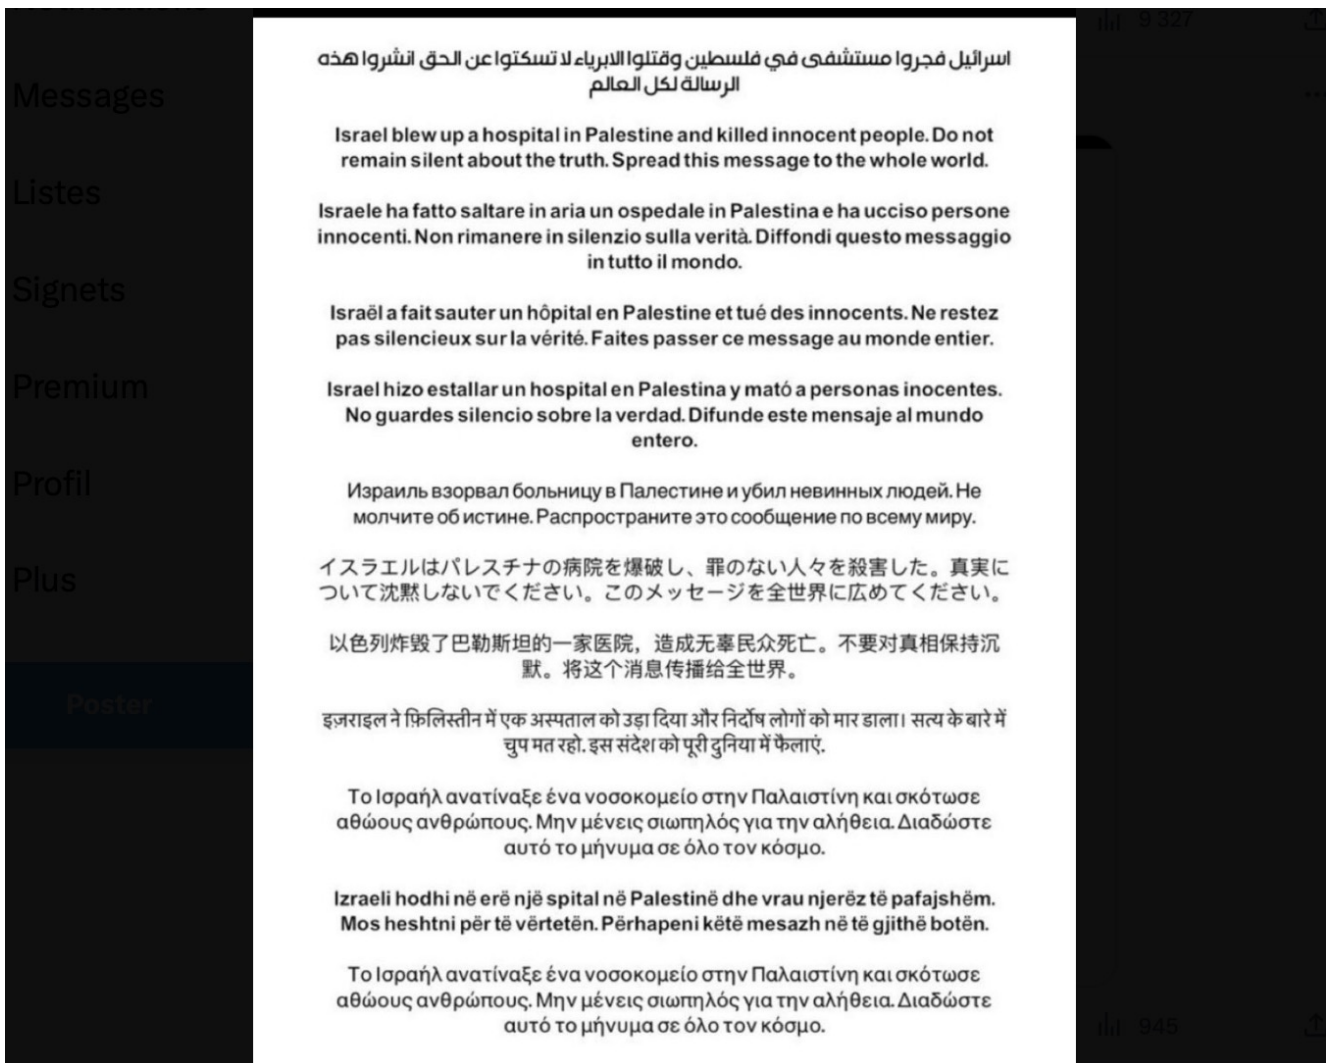 9 327
Messages
Listes
Signets
Premium
Profil
Plus
Poster
اسرائيل فجروا مستشفى في فلسطين وقتلوا الابرياء لا تسكتوا عن الحق انشروا هذه
الرسالة لكل العالم
Israel blew up a hospital in Palestine and killed innocent people. Do not
remain silent about the truth. Spread this message to the whole world.
Israele ha fatto saltare in aria un ospedale in Palestina e ha ucciso persone
innocenti. Non rimanere in silenzio sulla verità. Diffondi questo messaggio
in tutto il mondo.
Israël a fait sauter un hôpital en Palestine et tué des innocents. Ne restez
pas silencieux sur la vérité. Faites passer ce message au monde entier.
Israel hizo estallar un hospital en Palestina y mató a personas inocentes.
No guardes silencio sobre la verdad. Difunde este mensaje al mundo
entero.
Израиль взорвал больницу в Палестине и убил невинных людей. Не
молчите об истине. Распространите это сообщение по всему миру.
イスラエルはパレスチナの病院を爆破し、罪のない人々を殺害した。真実に
ついて沈黙しないでください。このメッセージを全世界に広めてください。
以色列炸毁了巴勒斯坦的一家医院，造成无辜民众死亡。不要对真相保持沉
默。将这个消息传播给全世界。
इज़राइल ने फ़िलिस्तीन में एक अस्पताल को उड़ा दिया और निर्दोष लोगों को मार डाला। सत्य के बारे में
चुप मत रहो. इस संदेश को पूरी दुनिया में फैलाएं.
Το Ισραήλ ανατίναξε ένα νοσοκομείο στην Παλαιστίνη και σκότωσε
αθώους ανθρώπους. Μην μένεις σιωπηλός για την αλήθεια. Διαδώστε
αυτό το μήνυμα σε όλο τον κόσμο.
Izraeli hodhi në erë një spital në Palestinë dhe vrau njerëz të pafajshëm.
Mos heshtni për të vërtetën. Përhapeni këtë mesazh në të gjithë botën.
Το Ισραήλ ανατίναξε ένα νοσοκομείο στην Παλαιστίνη και σκότωσε
αθώους ανθρώπους. Μην μένεις σιωπηλός για την αλήθεια. Διαδώστε
αυτό το μήνυμα σε όλο τον κόσμο.
945